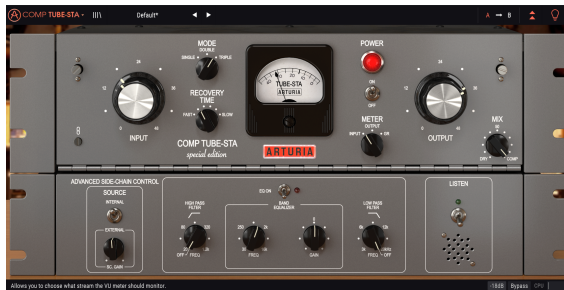 COMP TUBE-STA
Default*
A → B
MODE
DOUBLE
SINGLE TRIPLE
RECOVERY
TIME
FAST SLOW
COMP TUBE-STA
special edition
24
12 36
0 48
INPUT
TUBE-STA
ARTURIA
ARTURIA
POWER
ON
OFF
METER
OUTPUT
INPUT GR
24
12 36
0 48
OUTPUT
MIX
50
DRY COMP
ADVANCED SIDE-CHAIN CONTROL
SOURCE
INTERNAL
EXTERNAL
SC. GAIN
EQ ON
HIGH PASS
FILTER
OFF FREQ
BAND
EQUALIZER
FREQ
0
GAIN
LOW PASS
FILTER
FREQ OFF
LISTEN
Allows you to choose what stream the VU meter should monitor.
-18dB Bypass CPU